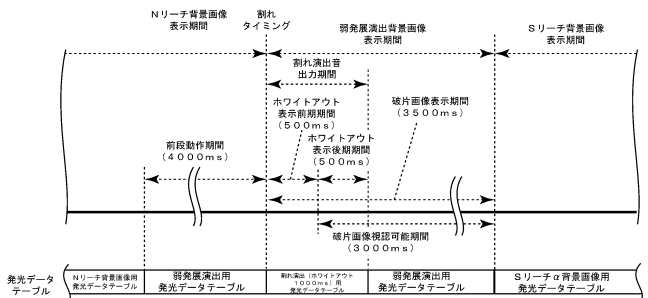 Nリーチ背景画像
表示期間
割れ
タイミング
弱発展演出背景画像
表示期間
Sリーチ背景画像
表示期間
割れ演出音
出力期間
ホワイトアウト
表示前期期間
(500ms)
破片画像表示期間
(3500ms)
ホワイトアウト
表示後期期間
(500ms)
前段動作期間
(4000ms)
破片画像視認可能期間
(3000ms)
発光データ
テーブル
Nリーチ背景画像用
発光データテーブル
弱発展演出用
発光データテーブル
割れ演出(ホワイトアウト
1000ms)用
発光データテーブル
弱発展演出用
発光データテーブル
Sリーチα背景画像用
発光データテーブル